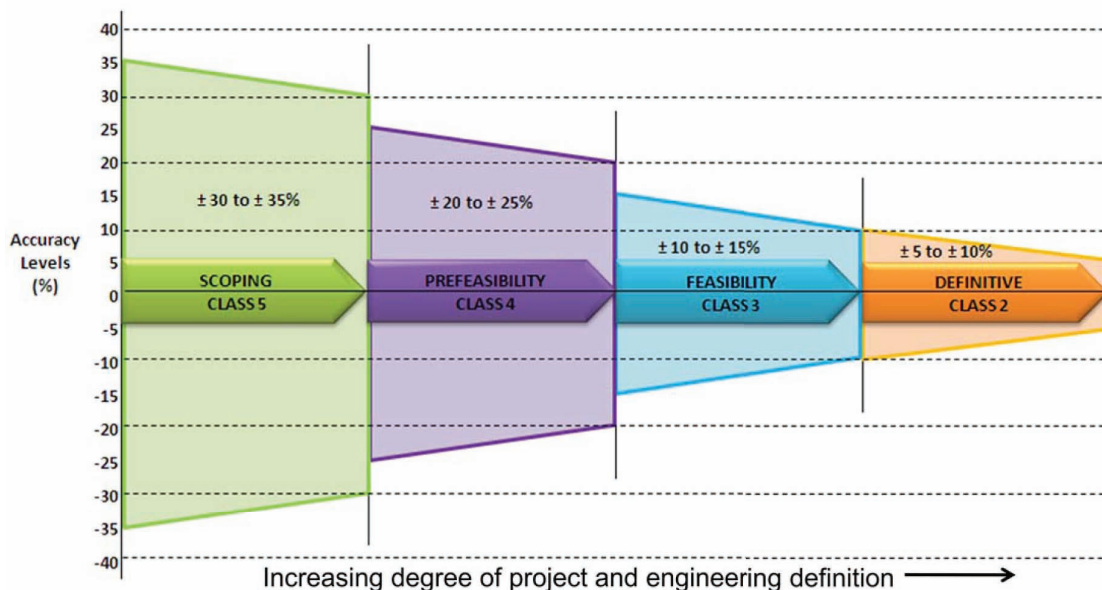 40
35
30
25
20
15
10
5
0
-5
-10
-15
-20
-25
-30
-35
-40
Accuracy
Levels
(%)
± 30 to ± 35%
± 20 to ± 25%
± 10 to ± 15%
± 5 to ± 10%
SCOPING
CLASS 5
PREFEASIBILITY
CLASS 4
FEASIBILITY
CLASS 3
DEFINITIVE
CLASS 2
Increasing degree of project and engineering definition